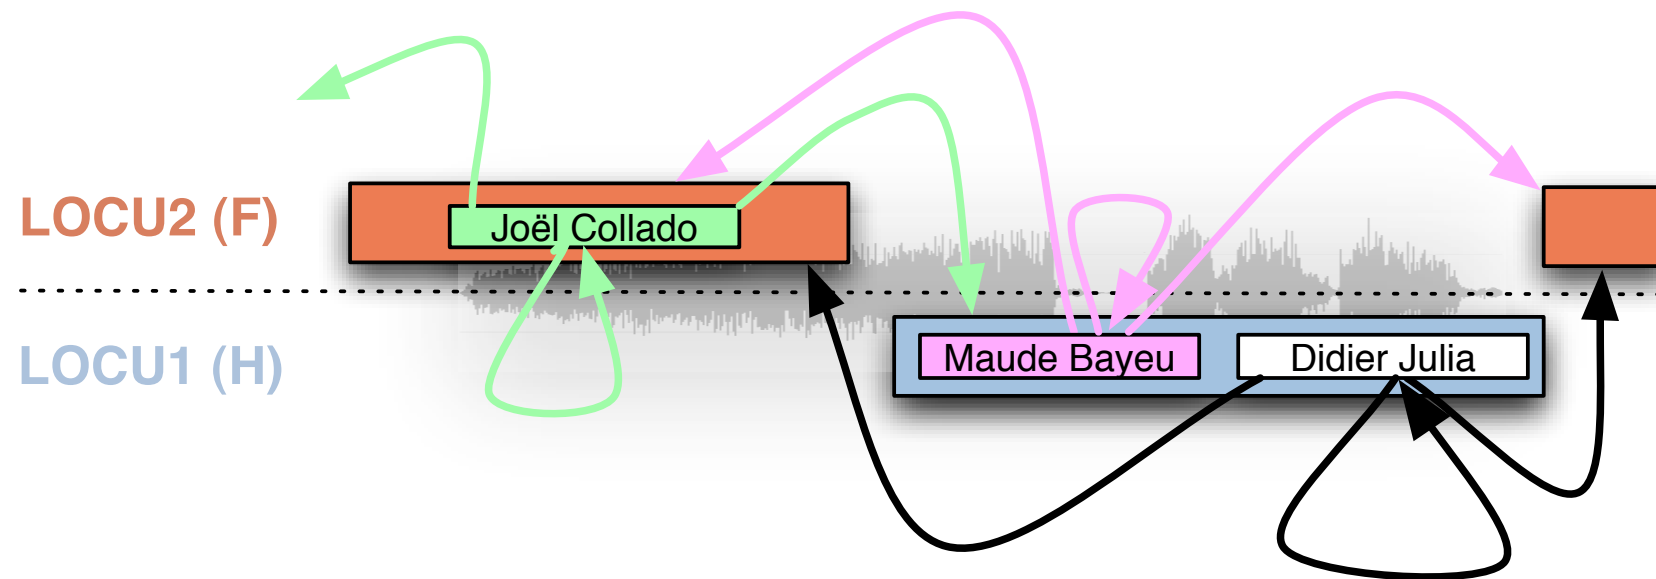 LOCU2 (F)
Joël Collado
LOCU1 (H)
Maude Bayeu
Didier Julia